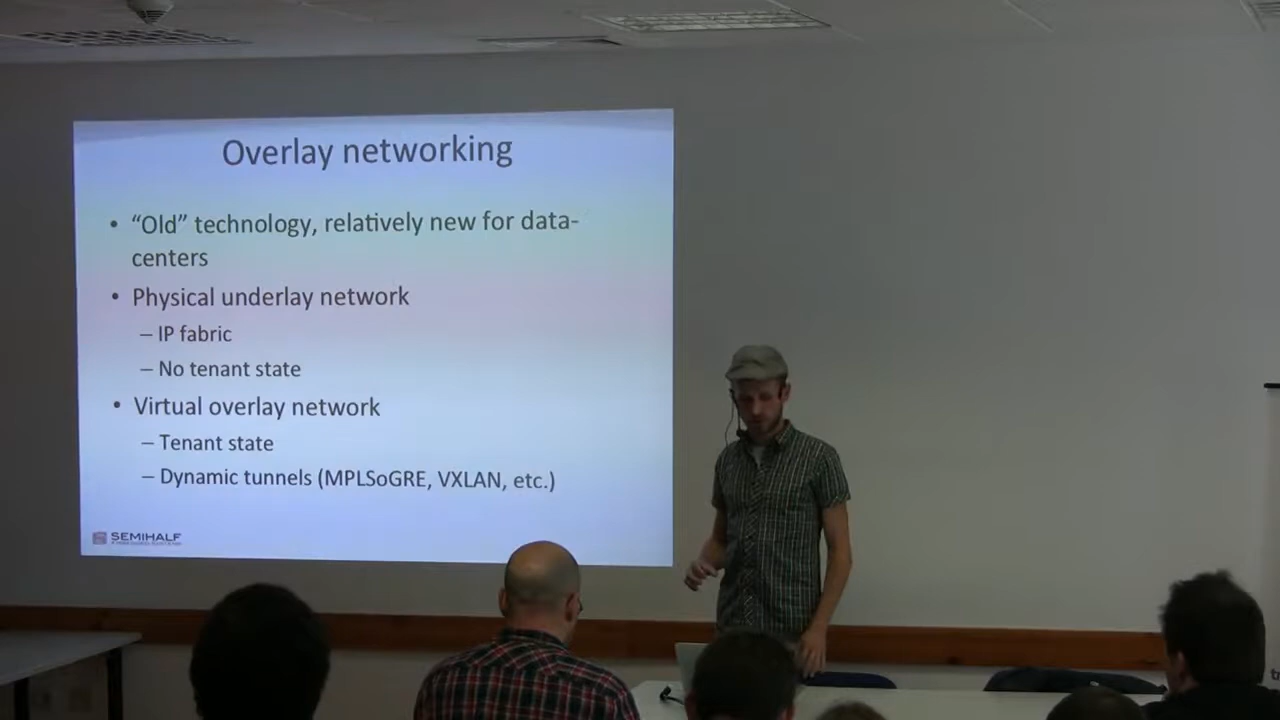 Overlay networking
• “Old” technology, relatively new for data-
centers
• Physical underlay network
– IP fabric
– No tenant state
• Virtual overlay network
– Tenant state
– Dynamic tunnels (MPLSoGRE, VXLAN, etc.)
SEMIHALF